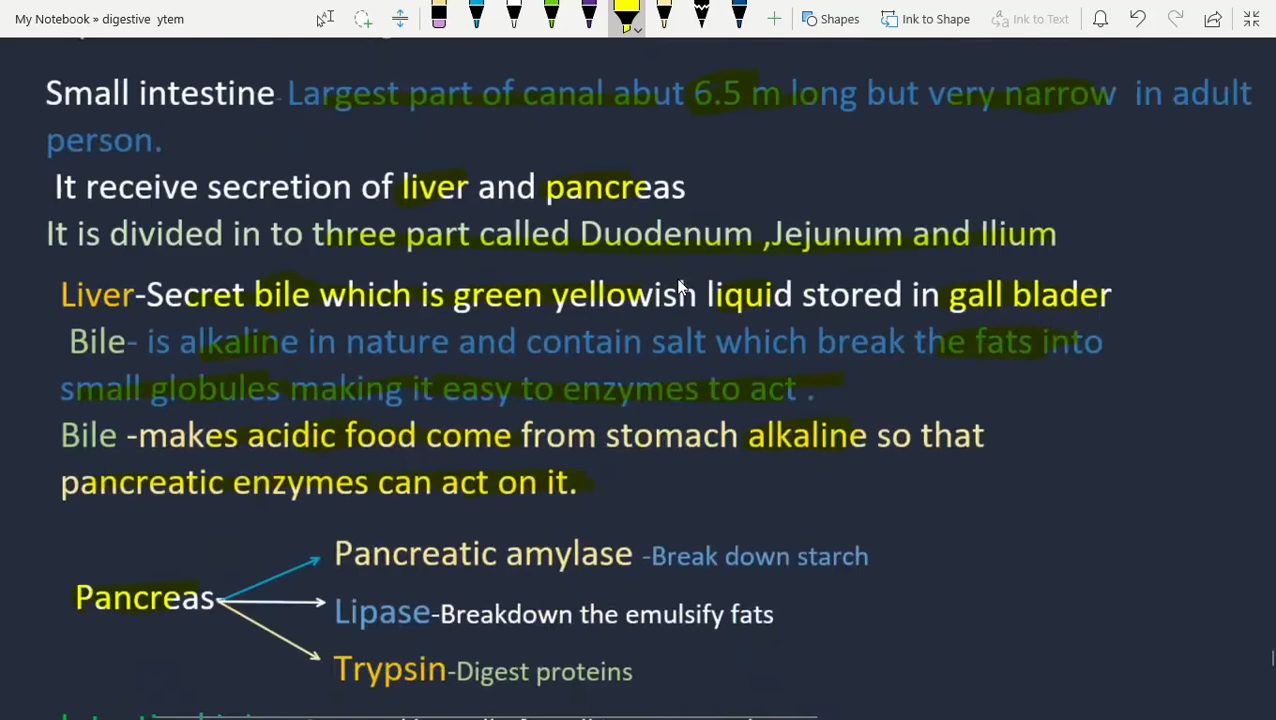 My Notebook » digestive ytem
Shapes
Ink to Shape
Ink to Text
Small intestine- Largest part of canal abut 6.5 m long but very narrow in adult
person.
It receive secretion of liver and pancreas
It is divided in to three part called Duodenum ,Jejunum and Ilium
Liver-Secret bile which is green yellowish liquid stored in gall blader
Bile- is alkaline in nature and contain salt which break the fats into
small globules making it easy to enzymes to act .
Bile -makes acidic food come from stomach alkaline so that
pancreatic enzymes can act on it.
Pancreatic amylase -Break down starch
Pancreas
Lipase-Breakdown the emulsify fats
Trypsin-Digest proteins